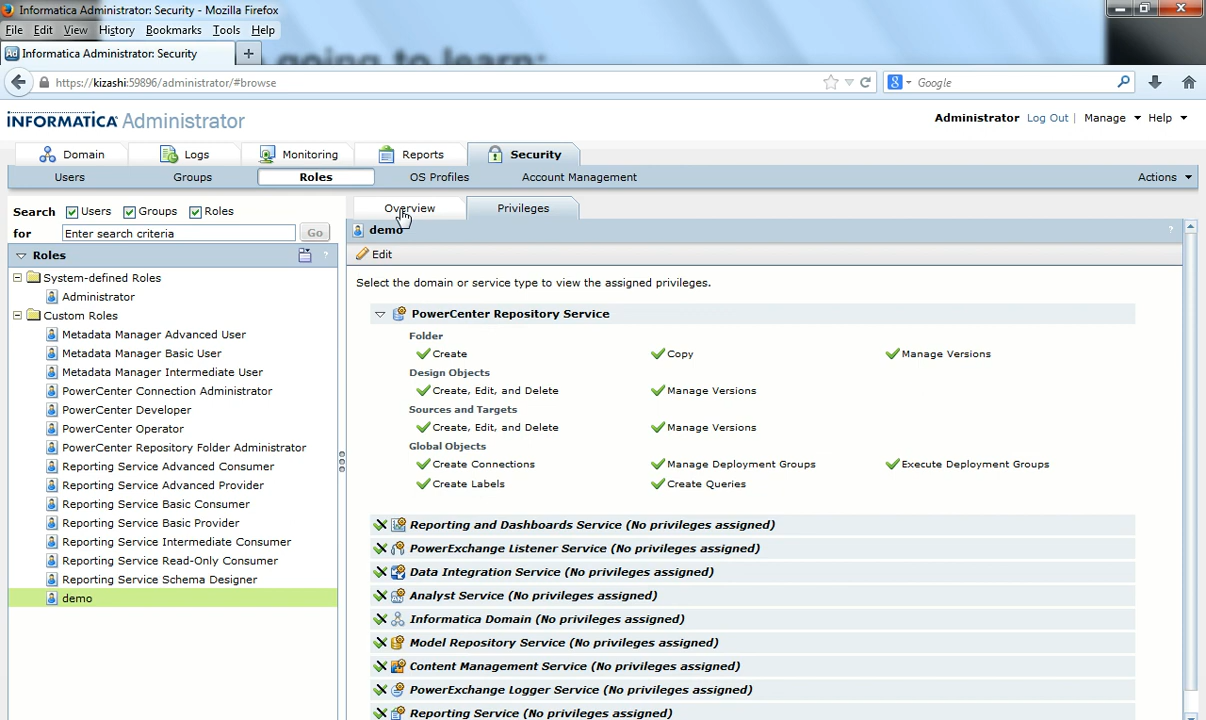 Informatica Administrator: Security - Mozilla Firefox
File Edit View History Bookmarks Tools Help
going to learn:
Ad Informatica Administrator: Security +
https://kizashi:59896/administrator/#browse
8 Google
INFORMATICA Administrator
Administrator Log Out | Manage Help
Domain Logs Monitoring Reports Security
Users Groups Roles OS Profiles Account Management Actions
Search Users Groups Roles
for Enter search criteria Go
Overview Privileges
demo ?
Edit
Roles ?
System-defined Roles
Administrator
Custom Roles
Metadata Manager Advanced User
Metadata Manager Basic User
Metadata Manager Intermediate User
PowerCenter Connection Administrator
PowerCenter Developer
PowerCenter Operator
PowerCenter Repository Folder Administrator
Reporting Service Advanced Consumer
Reporting Service Advanced Provider
Reporting Service Basic Consumer
Reporting Service Basic Provider
Reporting Service Intermediate Consumer
Reporting Service Read-Only Consumer
Reporting Service Schema Designer
demo
Select the domain or service type to view the assigned privileges.
PowerCenter Repository Service
Folder
Create Copy Manage Versions
Design Objects
Create, Edit, and Delete Manage Versions
Sources and Targets
Create, Edit, and Delete Manage Versions
Global Objects
Create Connections Manage Deployment Groups Execute Deployment Groups
Create Labels Create Queries
Reporting and Dashboards Service (No privileges assigned)
PowerExchange Listener Service (No privileges assigned)
Data Integration Service (No privileges assigned)
Analyst Service (No privileges assigned)
Informatica Domain (No privileges assigned)
Model Repository Service (No privileges assigned)
Content Management Service (No privileges assigned)
PowerExchange Logger Service (No privileges assigned)
Reporting Service (No privileges assigned)